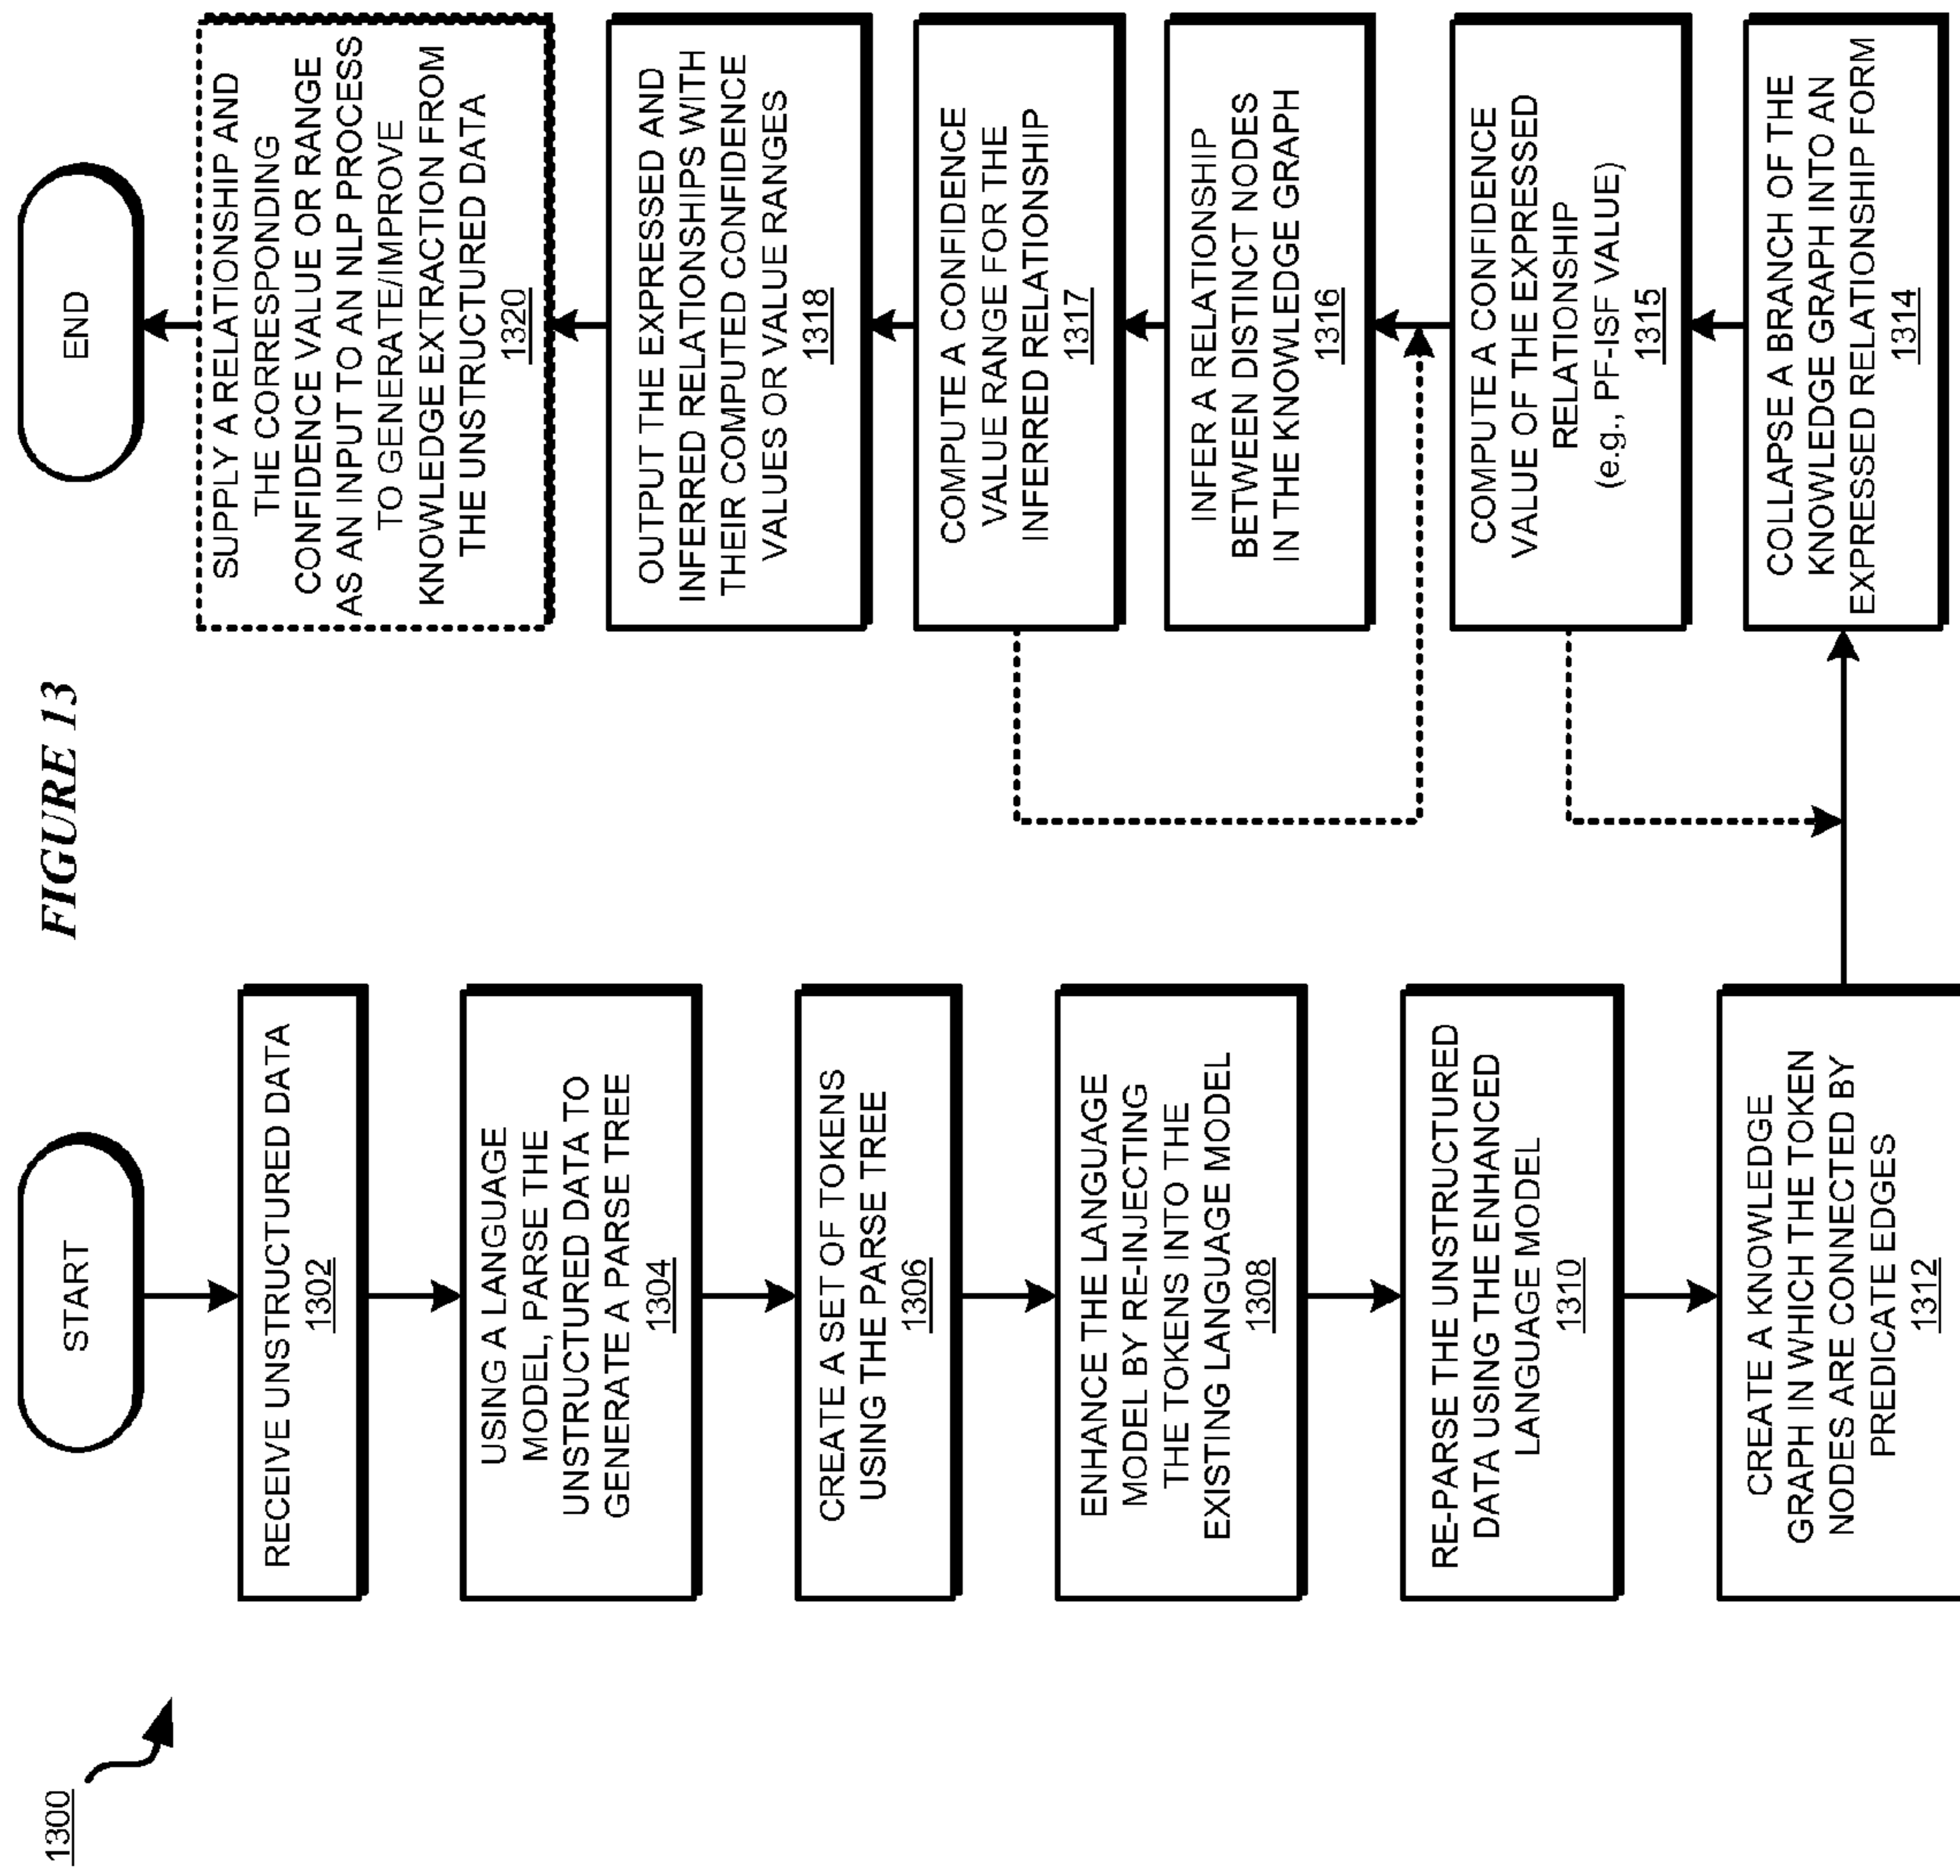 FIGURE 13
1300
START
RECEIVE UNSTRUCTURED DATA
1302
USING A LANGUAGE
MODEL, PARSE THE
UNSTRUCTURED DATA TO
GENERATE A PARSE TREE
1304
CREATE A SET OF TOKENS
USING THE PARSE TREE
1306
ENHANCE THE LANGUAGE
MODEL BY RE-INJECTING
THE TOKENS INTO THE
EXISTING LANGUAGE MODEL
1308
RE-PARSE THE UNSTRUCTURED
DATA USING THE ENHANCED
LANGUAGE MODEL
1310
CREATE A KNOWLEDGE
GRAPH IN WHICH THE TOKEN
NODES ARE CONNECTED BY
PREDICATE EDGES
1312
COLLAPSE A BRANCH OF THE
KNOWLEDGE GRAPH INTO AN
EXPRESSED RELATIONSHIP FORM
1314
COMPUTE A CONFIDENCE
VALUE OF THE EXPRESSED
RELATIONSHIP
(e.g., PF-ISF VALUE)
1315
INFER A RELATIONSHIP
BETWEEN DISTINCT NODES
IN THE KNOWLEDGE GRAPH
1316
COMPUTE A CONFIDENCE
VALUE RANGE FOR THE
INFERRED RELATIONSHIP
1317
OUTPUT THE EXPRESSED AND
INFERRED RELATIONSHIPS WITH
THEIR COMPUTED CONFIDENCE
VALUES OR VALUE RANGES
1318
SUPPLY A RELATIONSHIP AND
THE CORRESPONDING
CONFIDENCE VALUE OR RANGE
AS AN INPUT TO AN NLP PROCESS
TO GENERATE/IMPROVE
KNOWLEDGE EXTRACTION FROM
THE UNSTRUCTURED DATA
1320
END